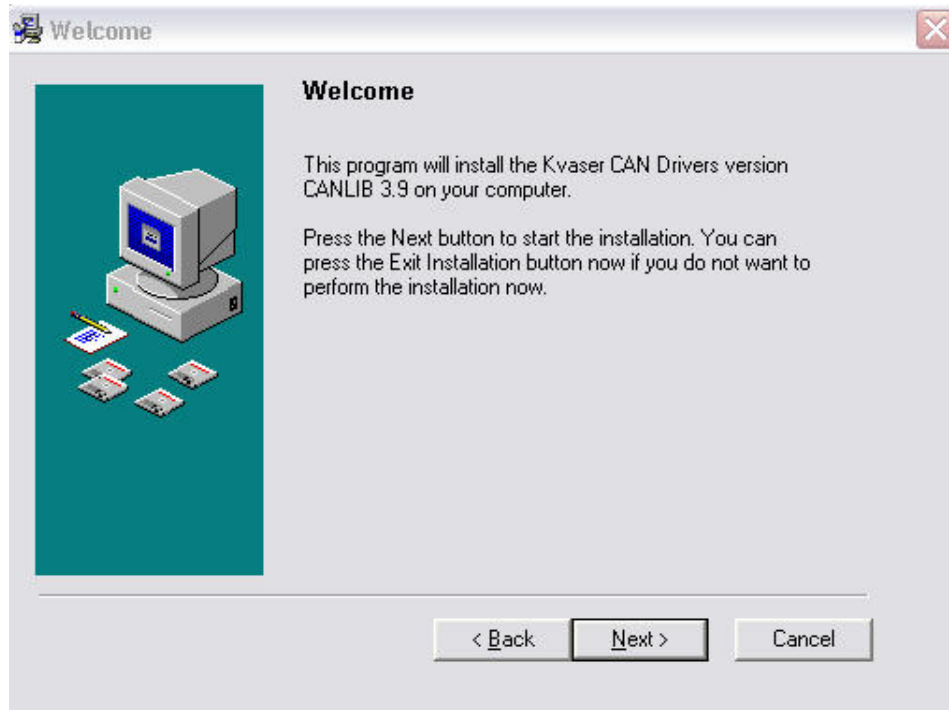 Welcome
Welcome
This program will install the Kvaser CAN Drivers version
CANLIB 3.9 on your computer.
Press the Next button to start the installation. You can
press the Exit Installation button now if you do not want to
perform the installation now.
< Back
Next >
Cancel